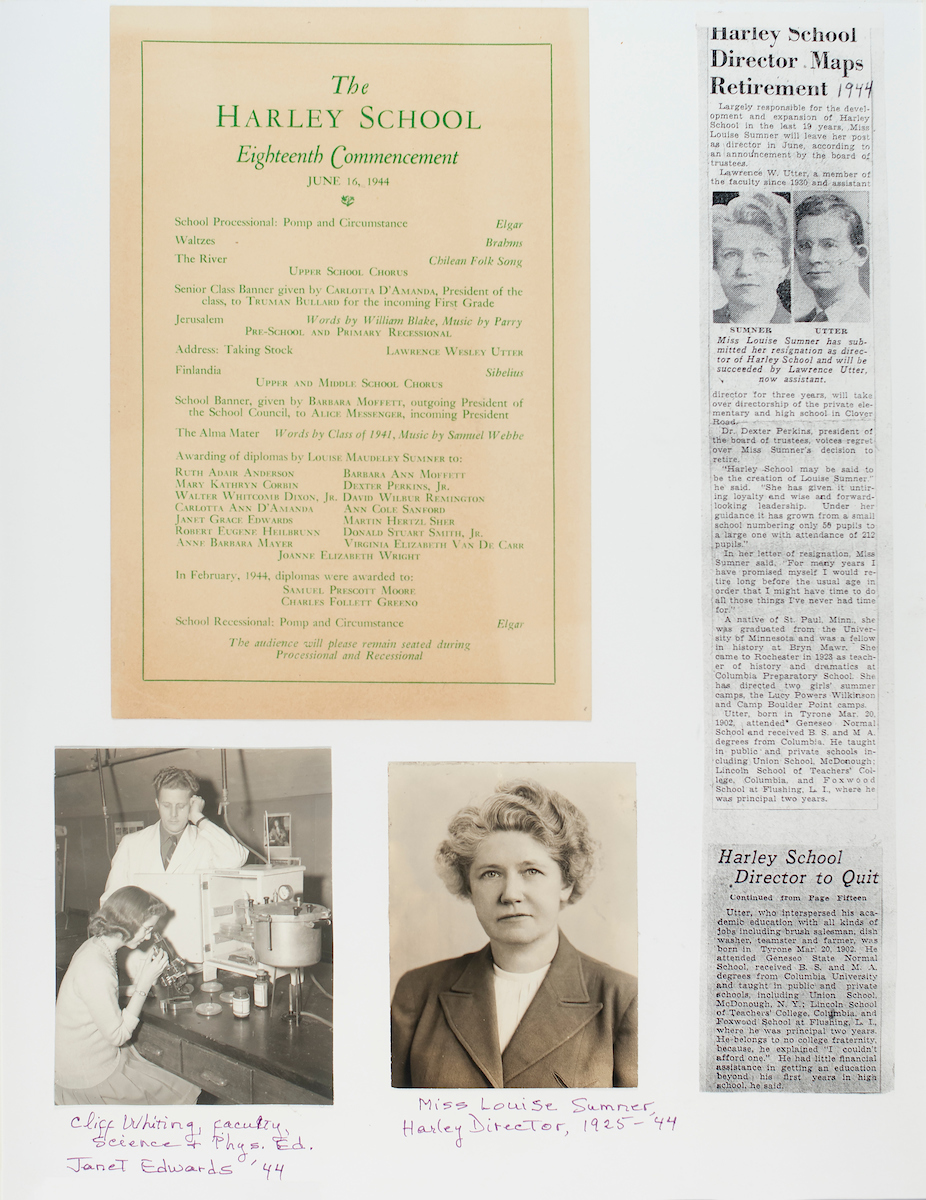 The
HARLEY SCHOOL
Eighteenth Commencement
JUNE 16, 1944
School Processional: Pomp and Circumstance Elgar
Waltzes Brahms
The River Chilean Folk Song
UPPER SCHOOL CHORUS
Senior Class Banner given by CARLOTTA D'AMANDA, President of the
class, to TRUMAN BULLARD for the incoming First Grade
Jerusalem Words by William Blake, Music by Parry
PRE-SCHOOL AND PRIMARY RECESSIONAL
Address: Taking Stock LAWRENCE WESLEY UTTER
Finlandia Sibelius
UPPER AND MIDDLE SCHOOL CHORUS
School Banner, given by BARBARA MOFFETT, outgoing President of
the School Council, to ALICE MESSENGER, incoming President
The Alma Mater Words by Class of 1941, Music by Samuel Webbe
Awarding of diplomas by LOUISE MAUDELEY SUMNER to:
RUTH ADAIR ANDERSON BARBARA ANN MOFFETT
MARY KATHRYN CORBIN DEXTER PERKINS, JR.
WALTER WHITCOMB DIXON, JR. DAVID WILBUR REMINGTON
CARLOTTA ANN D'AMANDA ANN COLE SANFORD
JANET GRACE EDWARDS MARTIN HERTZL SHER
ROBERT EUGENE HEILBRUNN DONALD STUART SMITH, JR.
ANNE BARBARA MAYER VIRGINIA ELIZABETH VAN DE CARR
JOANNE ELIZABETH WRIGHT
In February, 1944, diplomas were awarded to:
SAMUEL PRESCOTT MOORE
CHARLES FOLLETT GREENO
School Recessional: Pomp and Circumstance Elgar
The audience will please remain seated during
Processional and Recessional
Harley School
Director Maps
Retirement 1944
Largely responsible for the devel-
opment and expansion of Harley
School in the last 19 years, Miss
Louise Sumner will leave her post
as director in June, according to
an announcement by the board of
trustees.
Lawrence W. Utter, a member of
the faculty since 1930 and assistant
SUMNER UTTER
Miss Louise Sumner has sub-
mitted her resignation as direc-
tor of Harley School and will be
succeeded by Lawrence Utter,
now assistant.
director for three years, will take
over directorship of the private ele-
mentary and high school in Clover
Road.
Dr. Dexter Perkins, president of
the board of trustees, voices regret
over Miss Sumner's decision to
retire.
"Harley School may be said to
be the creation of Louise Sumner,"
he said. "She has given it untir-
ing loyalty and wise and forward-
looking leadership. Under her
guidance it has grown from a small
school numbering only 58 pupils to
a large one with attendance of 212
pupils."
In her letter of resignation, Miss
Sumner said, "For many years I
have promised myself I would re-
tire long before the usual age in
order that I might have time to do
all those things I've never had time
for."
A native of St. Paul, Minn., she
was graduated from the Univer-
sity of Minnesota and was a fellow
in history at Bryn Mawr. She
came to Rochester in 1923 as teach-
er of history and dramatics at
Columbia Preparatory School. She
has directed two girls' summer
camps, the Lucy Powers Wilkinson
and Camp Boulder Point camps.
Utter, born in Tyrone Mar. 20,
1902, attended Geneseo Normal
School and received B. S. and M A.
degrees from Columbia. He taught
in public and private schools in-
cluding Union School, McDonough;
Lincoln School of Teachers' Col-
lege, Columbia, and Foxwood
School at Flushing, L. I., where he
was principal two years.
Harley School
Director to Quit
Continued from Page Fifteen
Utter, who interspersed his aca-
demic education with all kinds of
jobs including brush salesman, dish
washer, teamster and farmer, was
born in Tyrone Mar. 20, 1902. He
attended Geneseo State Normal
School, received B. S. and M. A.
degrees from Columbia University
and taught in public and private
schools, including Union School,
McDonough, N. Y.; Lincoln School
of Teachers' College, Columbia, and
Foxwood School at Flushing, L. I.,
where he was principal two years.
He belongs to no college fraternity,
because, he explained "I couldn't
afford one." He had little financial
assistance in getting an education
beyond his first years in high
school, he said.
Cliff Whiting, faculty,
Science + Phys. Ed.
Janet Edwards '44
Miss Louise Sumner,
Harley Director, 1925-'44